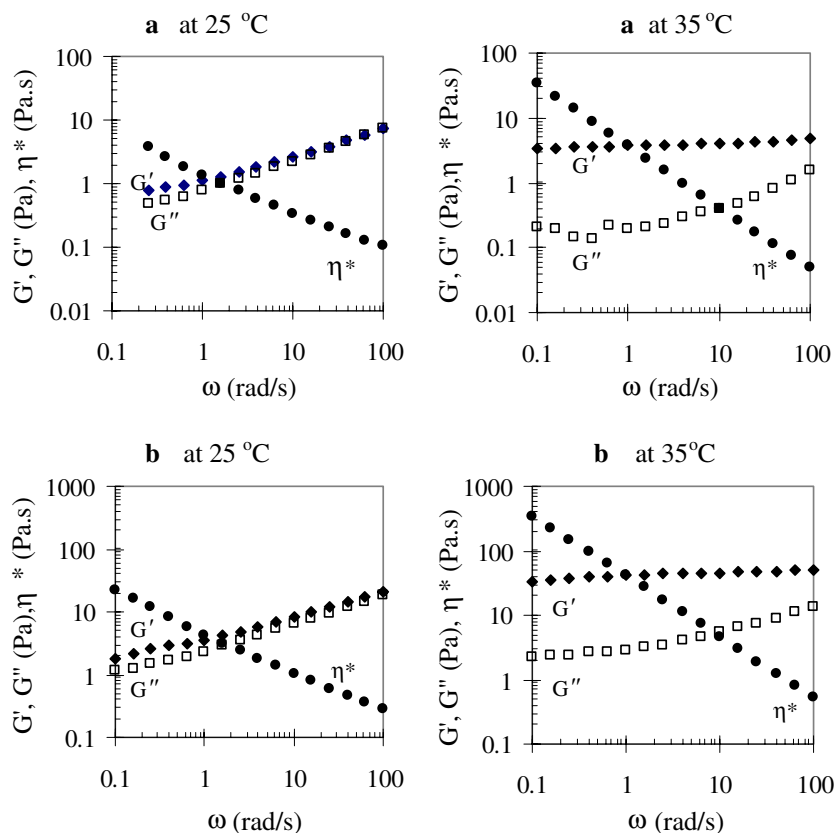 a at 25 °C
G', G" (Pa), η * (Pa.s)
100
10
1
0.1
0.01
G'
G"
η*
0.1 1 10 100
ω (rad/s)
a at 35 °C
G', G" (Pa),η * (Pa.s)
100
10
1
0.1
0.01
G'
G"
η*
0.1 1 10 100
ω (rad/s)
b at 25 °C
G', G" (Pa),η * (Pa.s)
1000
100
10
1
0.1
G'
G"
η*
0.1 1 10 100
ω (rad/s)
b at 35°C
G', G" (Pa), η * (Pa.s)
1000
100
10
1
0.1
G'
G"
η*
0.1 1 10 100
ω (rad/s)